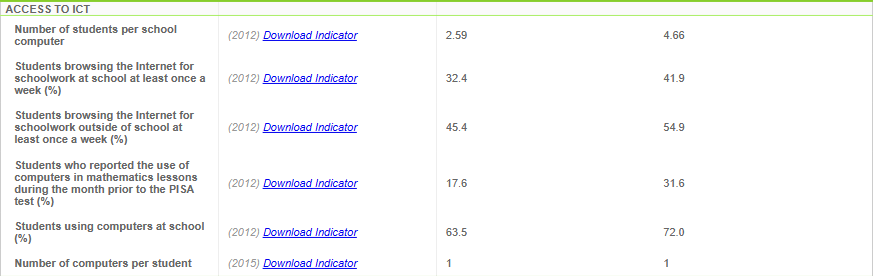 ACCESS TO ICT
Number of students per school
computer
(2012) Download Indicator
2.59
4.66
Students browsing the Internet for
schoolwork at school at least once a
week (%)
(2012) Download Indicator
32.4
41.9
Students browsing the Internet for
schoolwork outside of school at
least once a week (%)
(2012) Download Indicator
45.4
54.9
Students who reported the use of
computers in mathematics lessons
during the month prior to the PISA
test (%)
(2012) Download Indicator
17.6
31.6
Students using computers at school
(%)
(2012) Download Indicator
63.5
72.0
Number of computers per student
(2015) Download Indicator
1
1